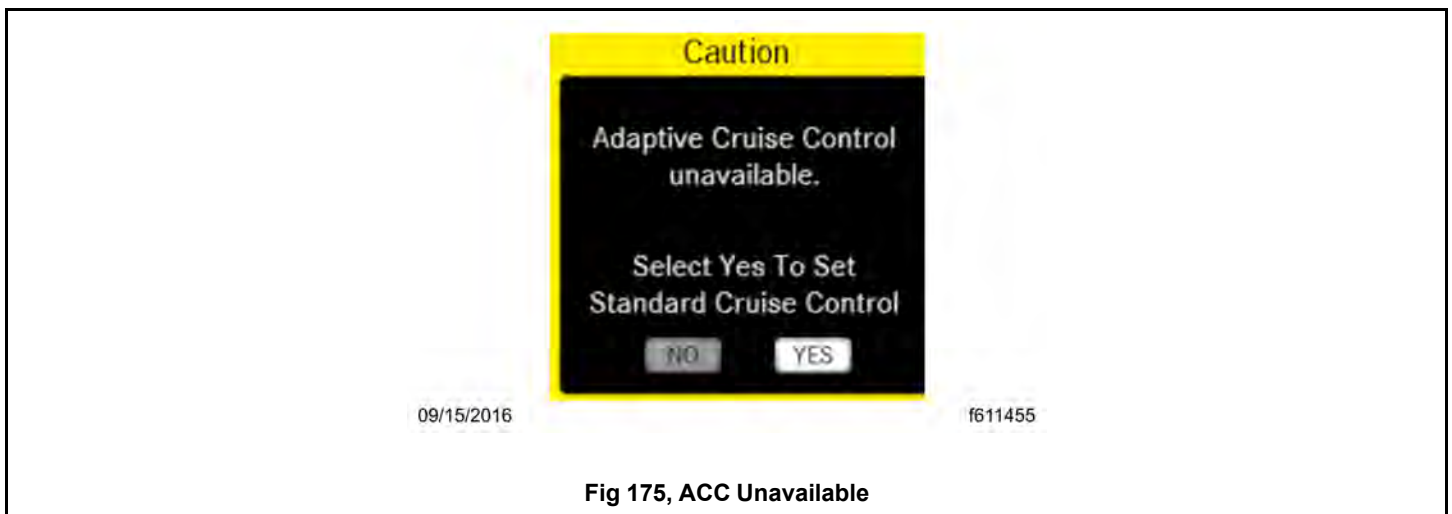 Caution
Adaptive Cruise Control
unavailable.
Select Yes To Set
Standard Cruise Control
NO YES
09/15/2016 f611455
Fig 175, ACC Unavailable